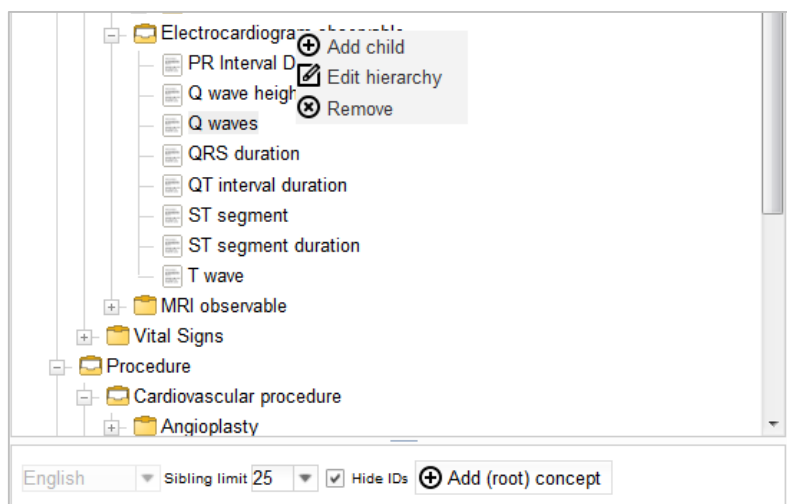 Electrocardiogram observable
Add child
PR Interval D
Edit hierarchy
Q wave heigh
Remove
Q waves
QRS duration
QT interval duration
ST segment
ST segment duration
T wave
MRI observable
Vital Signs
Procedure
Cardiovascular procedure
Angioplasty
English Sibling limit 25 Hide IDs Add (root) concept